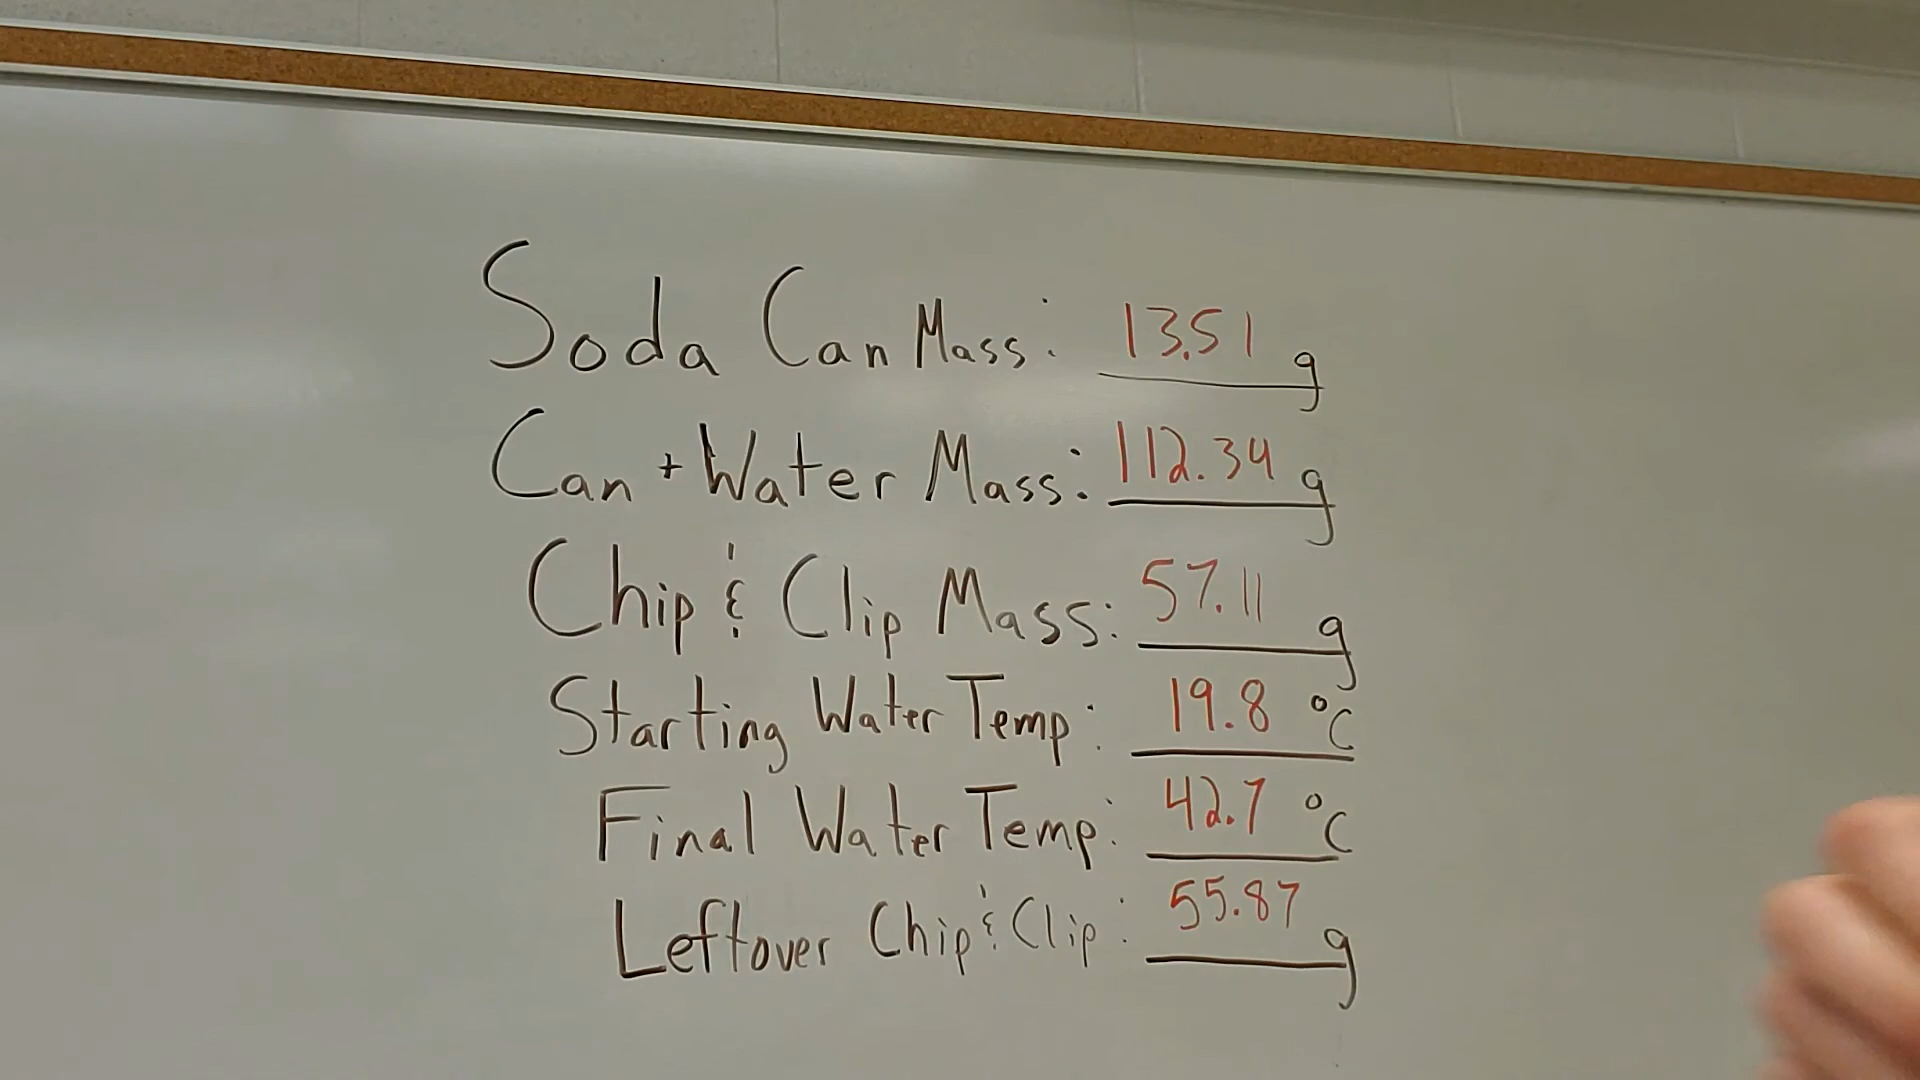 Soda Can Mass: 13.51 g
Can + Water Mass: 112.34 g
Chip & Clip Mass: 57.11 g
Starting Water Temp: 19.8 °C
Final Water Temp: 42.7 °C
Leftover Chip & Clip: 55.87 g